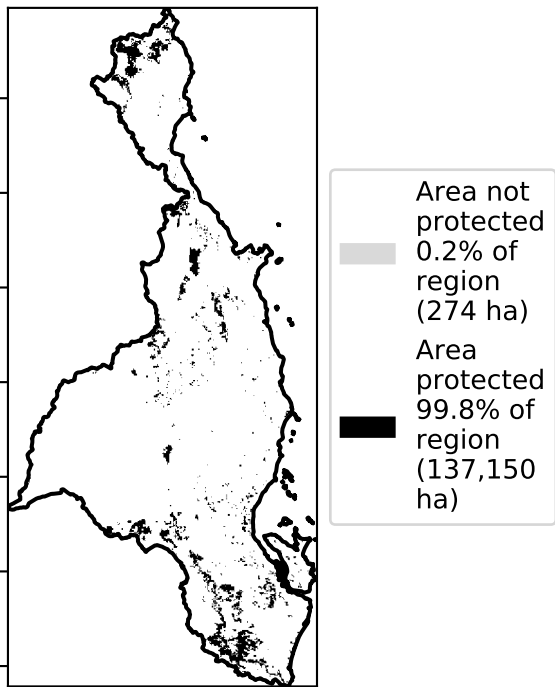 Area not
protected
0.2% of
region
(274 ha)
Area
protected
99.8% of
region
(137,150
ha)